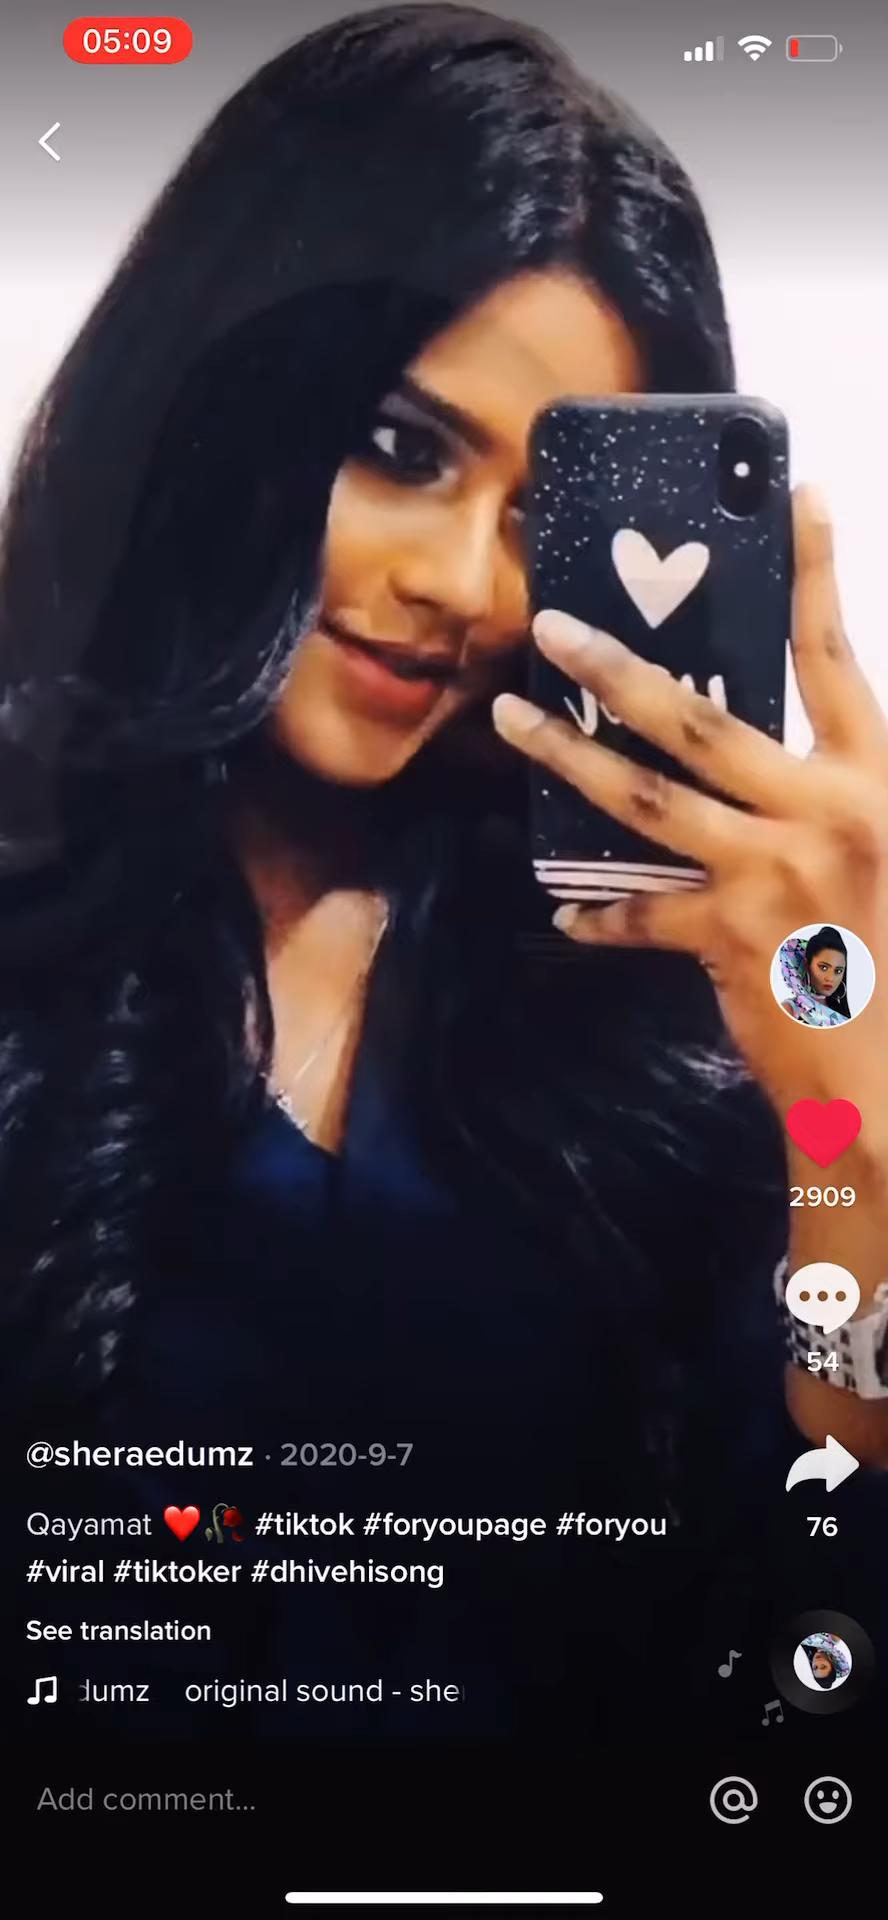 05:09
2909
54
@sheraedumz · 2020-9-7
Qayamat ❤️🥀 #tiktok #foryoupage #foryou
76
#viral #tiktoker #dhivehisong
See translation
dumz original sound - she
Add comment...